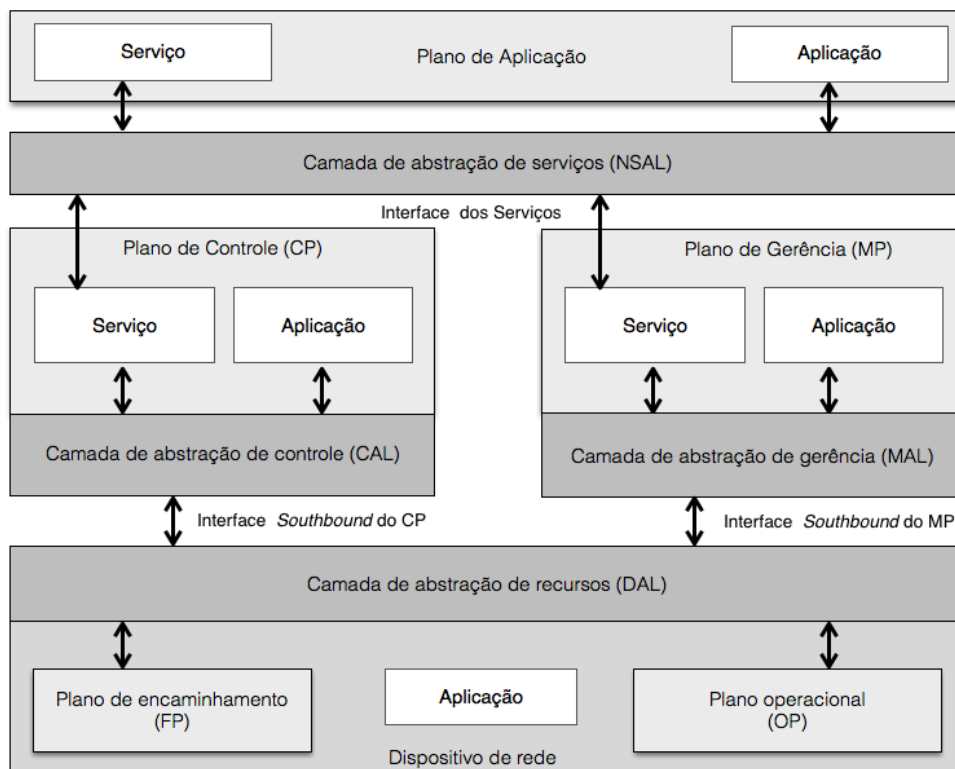 Serviço
Plano de Aplicação
Aplicação
Camada de abstração de serviços (NSAL)
Interface dos Serviços
Plano de Controle (CP)
Plano de Gerência (MP)
Serviço
Aplicação
Serviço
Aplicação
Camada de abstração de controle (CAL)
Camada de abstração de gerência (MAL)
Interface Southbound do CP
Interface Southbound do MP
Camada de abstração de recursos (DAL)
Plano de encaminhamento
(FP)
Aplicação
Plano operacional
(OP)
Dispositivo de rede